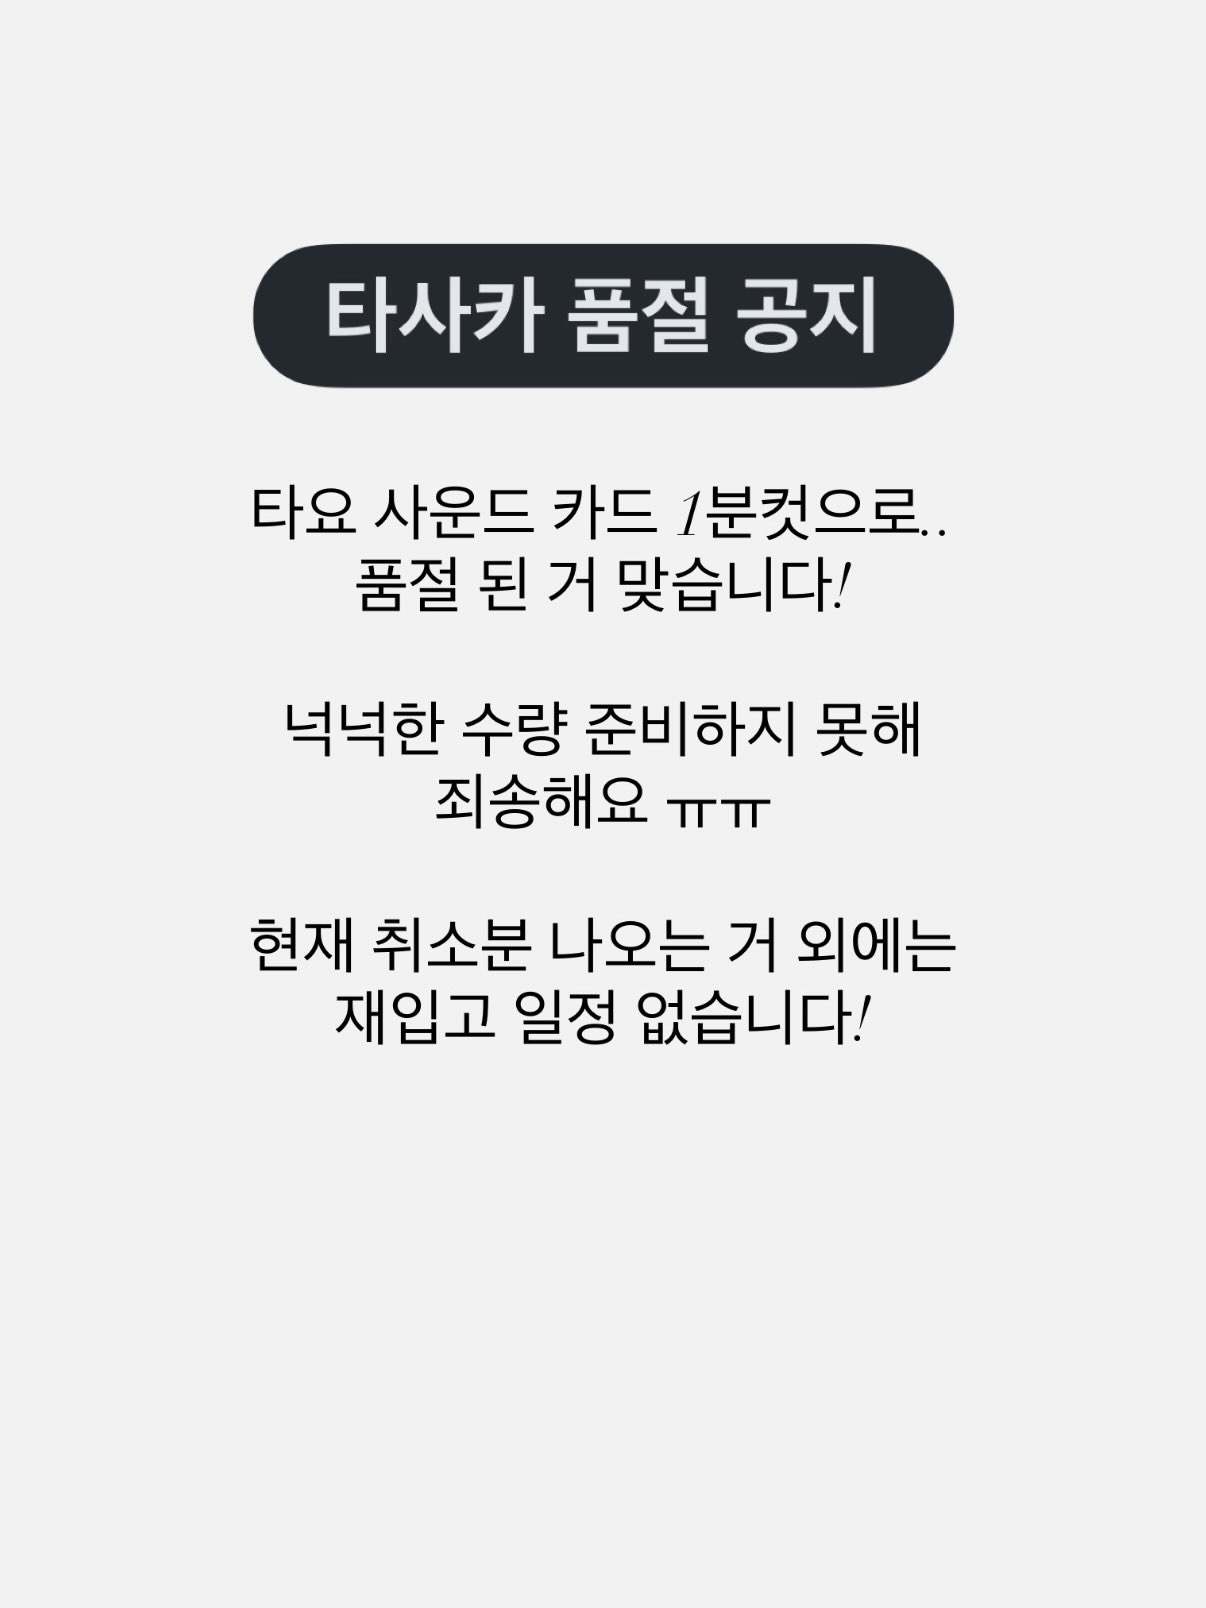 타사카 품절 공지
타요 사운드 카드 1분컷으로..
품절 된 거 맞습니다!
넉넉한 수량 준비하지 못해
죄송해요 ㅠㅠ
현재 취소분 나오는 거 외에는
재입고 일정 없습니다!